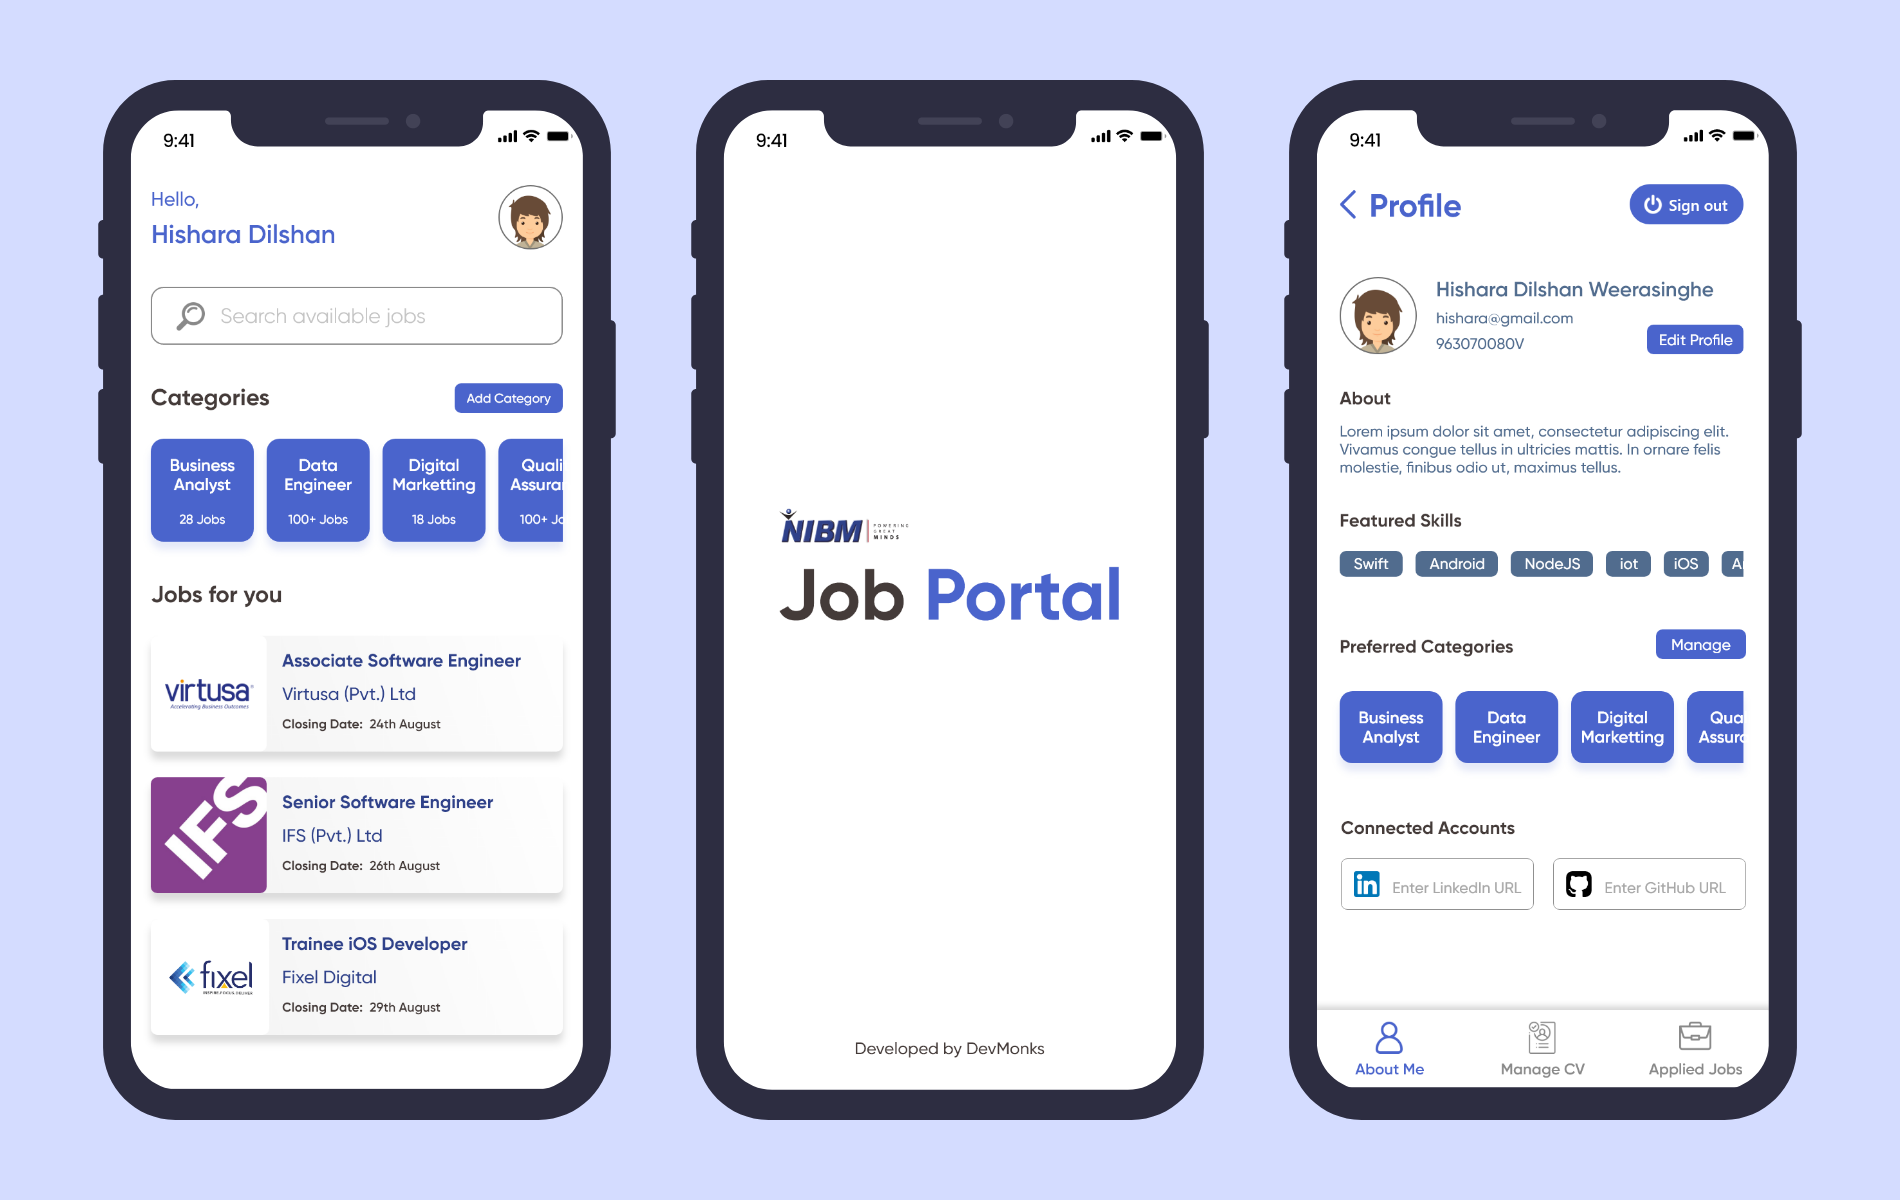 9:41
Hello,
Hishara Dilshan
Search available jobs
Categories
Add Category
Business
Analyst
28 Jobs
Data
Engineer
100+ Jobs
Digital
Marketting
18 Jobs
Quali
Assura
100+ Jo
Jobs for you
virtusa
Accelerating Business Outcomes
Associate Software Engineer
Virtusa (Pvt.) Ltd
Closing Date: 24th August
IFS
Senior Software Engineer
IFS (Pvt.) Ltd
Closing Date: 26th August
fixel
Trainee iOS Developer
Fixel Digital
Closing Date: 29th August
9:41
NIBM
POWERING
GREAT
MINDS
Job Portal
Developed by DevMonks
9:41
Profile
Sign out
Hishara Dilshan Weerasinghe
hishara@gmail.com
963070080V
Edit Profile
About
Lorem ipsum dolor sit amet, consectetur adipiscing elit.
Vivamus congue tellus in ultricies mattis. In ornare felis
molestie, finibus odio ut, maximus tellus.
Featured Skills
Swift Android NodeJS iot iOS A
Preferred Categories
Manage
Business
Analyst
Data
Engineer
Digital
Marketting
Qua
Assura
Connected Accounts
in Enter LinkedIn URL
Enter GitHub URL
About Me
Manage CV
Applied Jobs